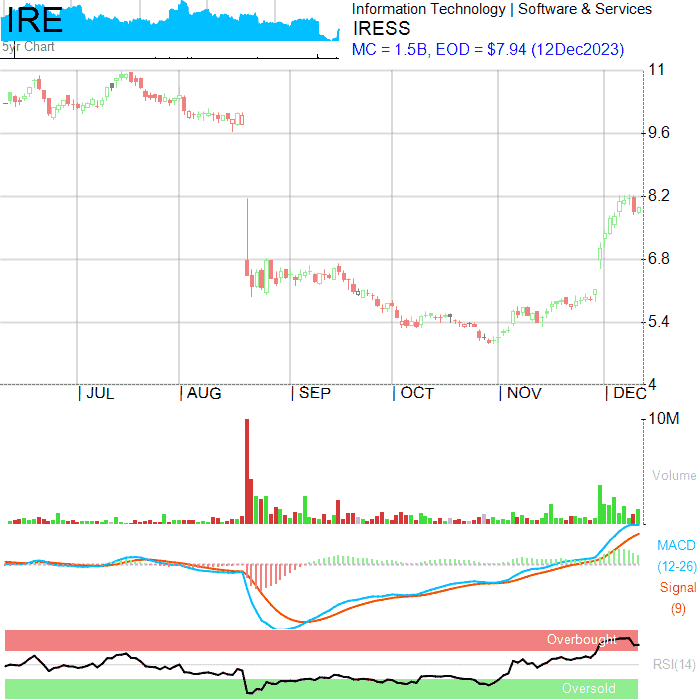 IRE
Information Technology | Software & Services
IRESS
5yr Chart
MC = 1.5B, EOD = $7.94 (12Dec2023)
11
9.6
8.2
6.8
5.4
4
JUL
AUG
SEP
OCT
NOV
DEC
10M
Volume
MACD
(12-26)
Signal
(9)
Overbought
RSI(14)
Oversold